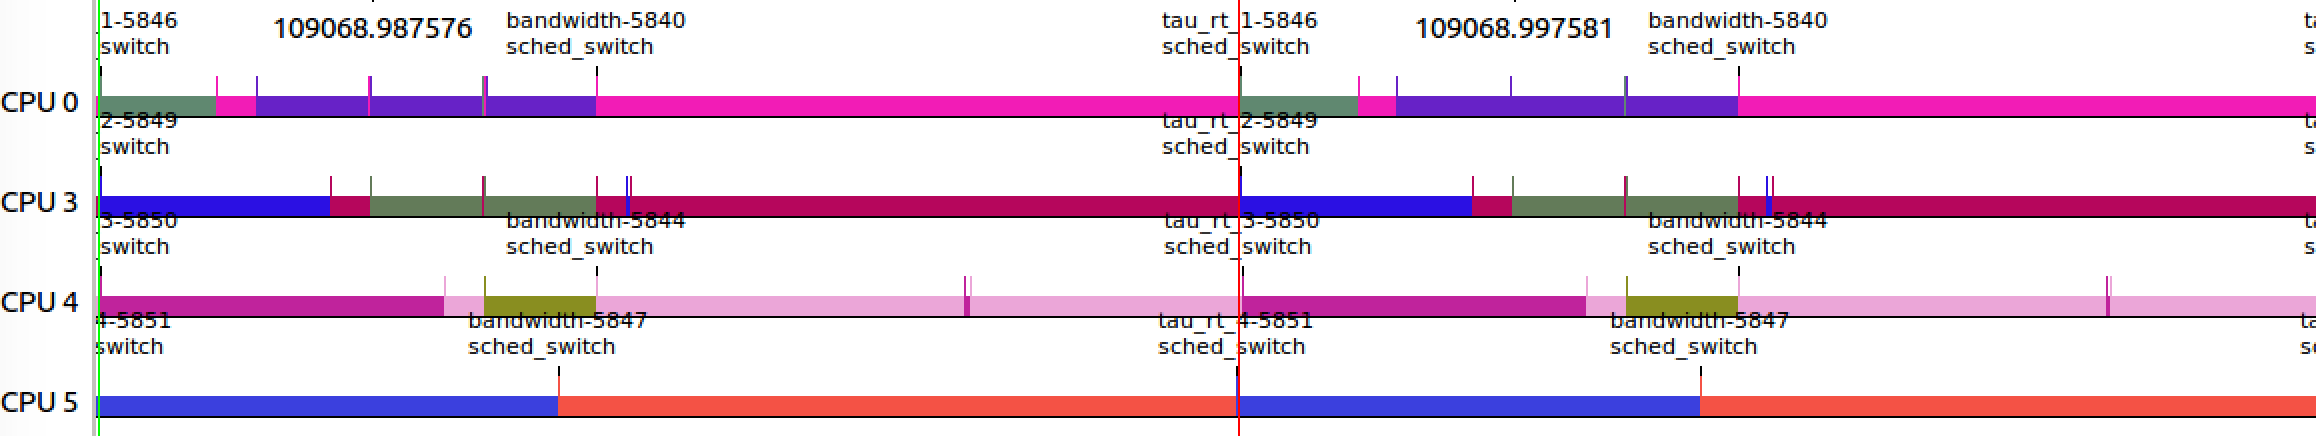 1-5846 109068.987576 bandwidth-5840 tau_rt_1-5846 109068.997581 bandwidth-5840 ta
switch sched_switch sched_switch sched_switch s
CPU 0
2-5849 tau_rt_2-5849 ta
switch sched_switch s
CPU 3
3-5850 bandwidth-5844 tau_rt_3-5850 bandwidth-5844 ta
switch sched_switch sched_switch sched_switch s
CPU 4
4-5851 bandwidth-5847 tau_rt_4-5851 bandwidth-5847 ta
switch sched_switch sched_switch sched_switch sc
CPU 5